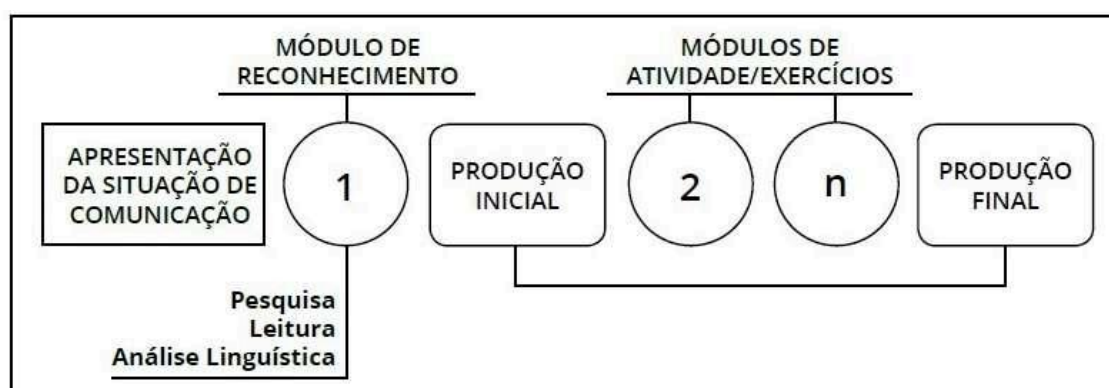 MÓDULO DE
RECONHECIMENTO
MÓDULOS DE
ATIVIDADE/EXERCÍCIOS
APRESENTAÇÃO
DA SITUAÇÃO DE
COMUNICAÇÃO
1
PRODUÇÃO
INICIAL
2
n
PRODUÇÃO
FINAL
Pesquisa
Leitura
Análise Linguística